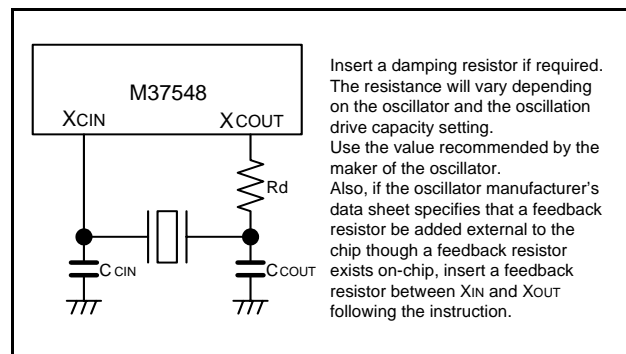 M37548
XCIN
XCOUT
Rd
CCIN
CCOUT
Insert a damping resistor if required.
The resistance will vary depending
on the oscillator and the oscillation
drive capacity setting.
Use the value recommended by the
maker of the oscillator.
Also, if the oscillator manufacturer's
data sheet specifies that a feedback
resistor be added external to the
chip though a feedback resistor
exists on-chip, insert a feedback
resistor between XIN and XOUT
following the instruction.